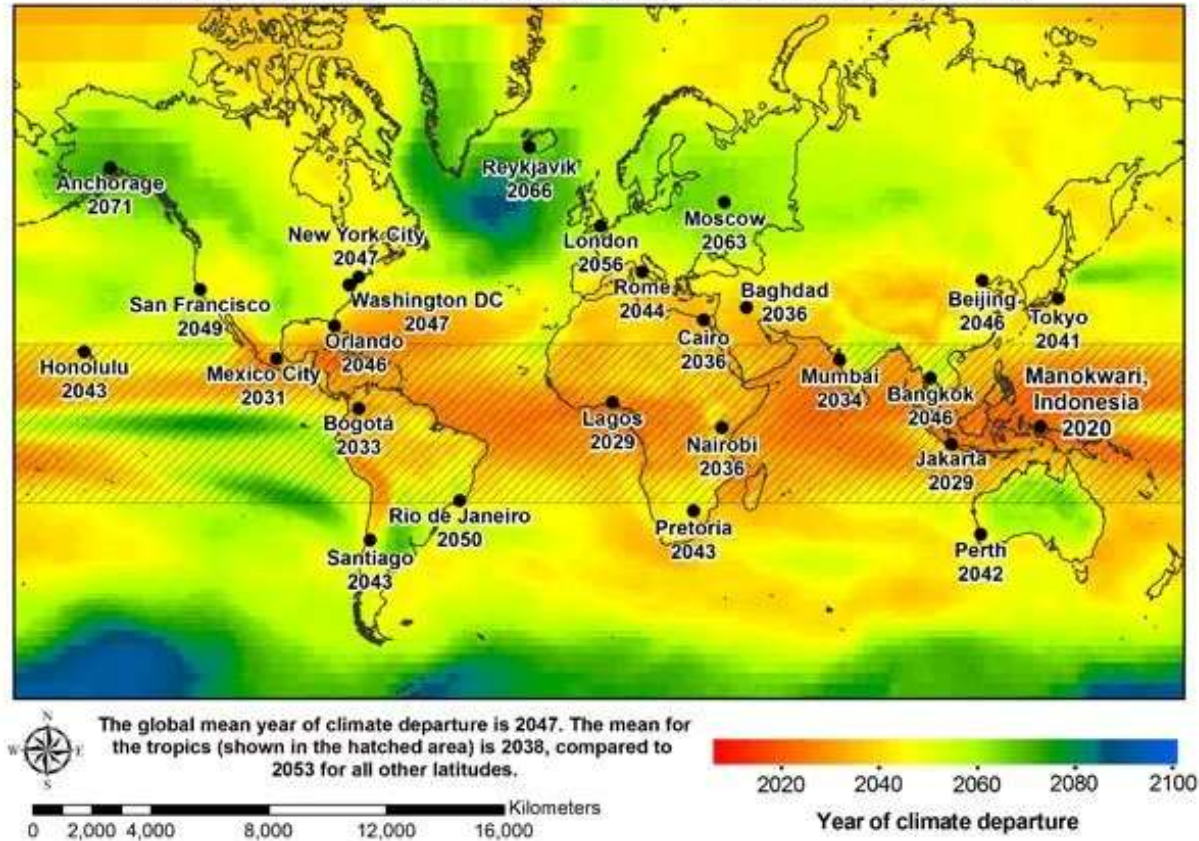 Anchorage
2071
Reykjavik
2066
Moscow
2063
London
2056
New York City
2047
Washington DC
2047
San Francisco
2049
Rome
2044
Baghdad
2036
Beijing
2046
Tokyo
2041
Orlando
2046
Cairo
2036
Honolulu
2043
Mexico City
2031
Mumbai
2034
Bangkok
2046
Manokwari,
Indonesia
2020
Bogotá
2033
Lagos
2029
Nairobi
2036
Jakarta
2029
Rio de Janeiro
2050
Pretoria
2043
Santiago
2043
Perth
2042
N
W E
S
The global mean year of climate departure is 2047. The mean for
the tropics (shown in the hatched area) is 2038, compared to
2053 for all other latitudes.
Kilometers
0 2,000 4,000 8,000 12,000 16,000
2020 2040 2060 2080 2100
Year of climate departure